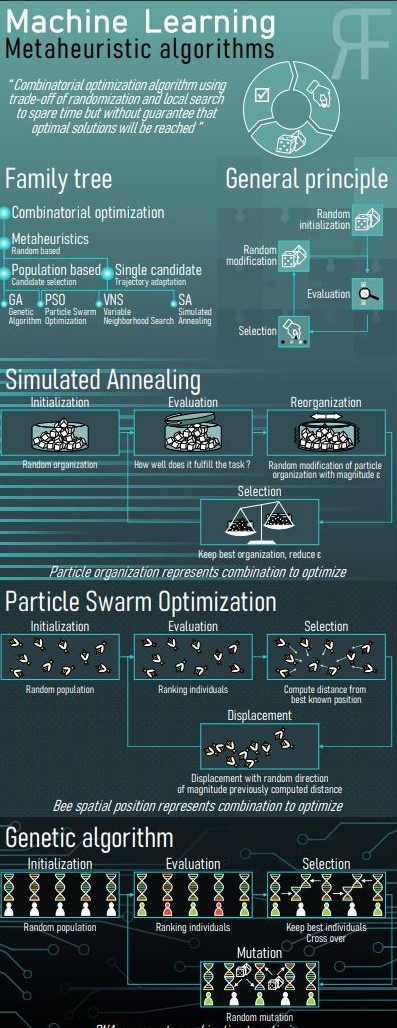 Machine Learning
Metaheuristic algorithms
RF
“ Combinatorial optimization algorithm using
trade-off of randomization and local search
to spare time but without guarantee that
optimal solutions will be reached ”
Family tree
Combinatorial optimization
Metaheuristics
Random based
Population based
Candidate selection
Single candidate
Trajectory adaptation
GA
Genetic
Algorithm
PSO
Particle Swarm
Optimization
VNS
Variable
Neighborhood Search
SA
Simulated
Annealing
General principle
Random
initialization
Random
modification
Evaluation
Selection
Simulated Annealing
Initialization
Random organization
Evaluation
How well does it fulfill the task ?
Reorganization
Random modification of particle
organization with magnitude ε
Selection
Keep best organization, reduce ε
Particle organization represents combination to optimize
Particle Swarm Optimization
Initialization
Random population
Evaluation
Ranking individuals
Selection
Compute distance from
best known position
Displacement
Displacement with random direction
of magnitude previously computed distance
Bee spatial position represents combination to optimize
Genetic algorithm
Initialization
Random population
Evaluation
Ranking individuals
Selection
Keep best individuals
Cross over
Mutation
Random mutation